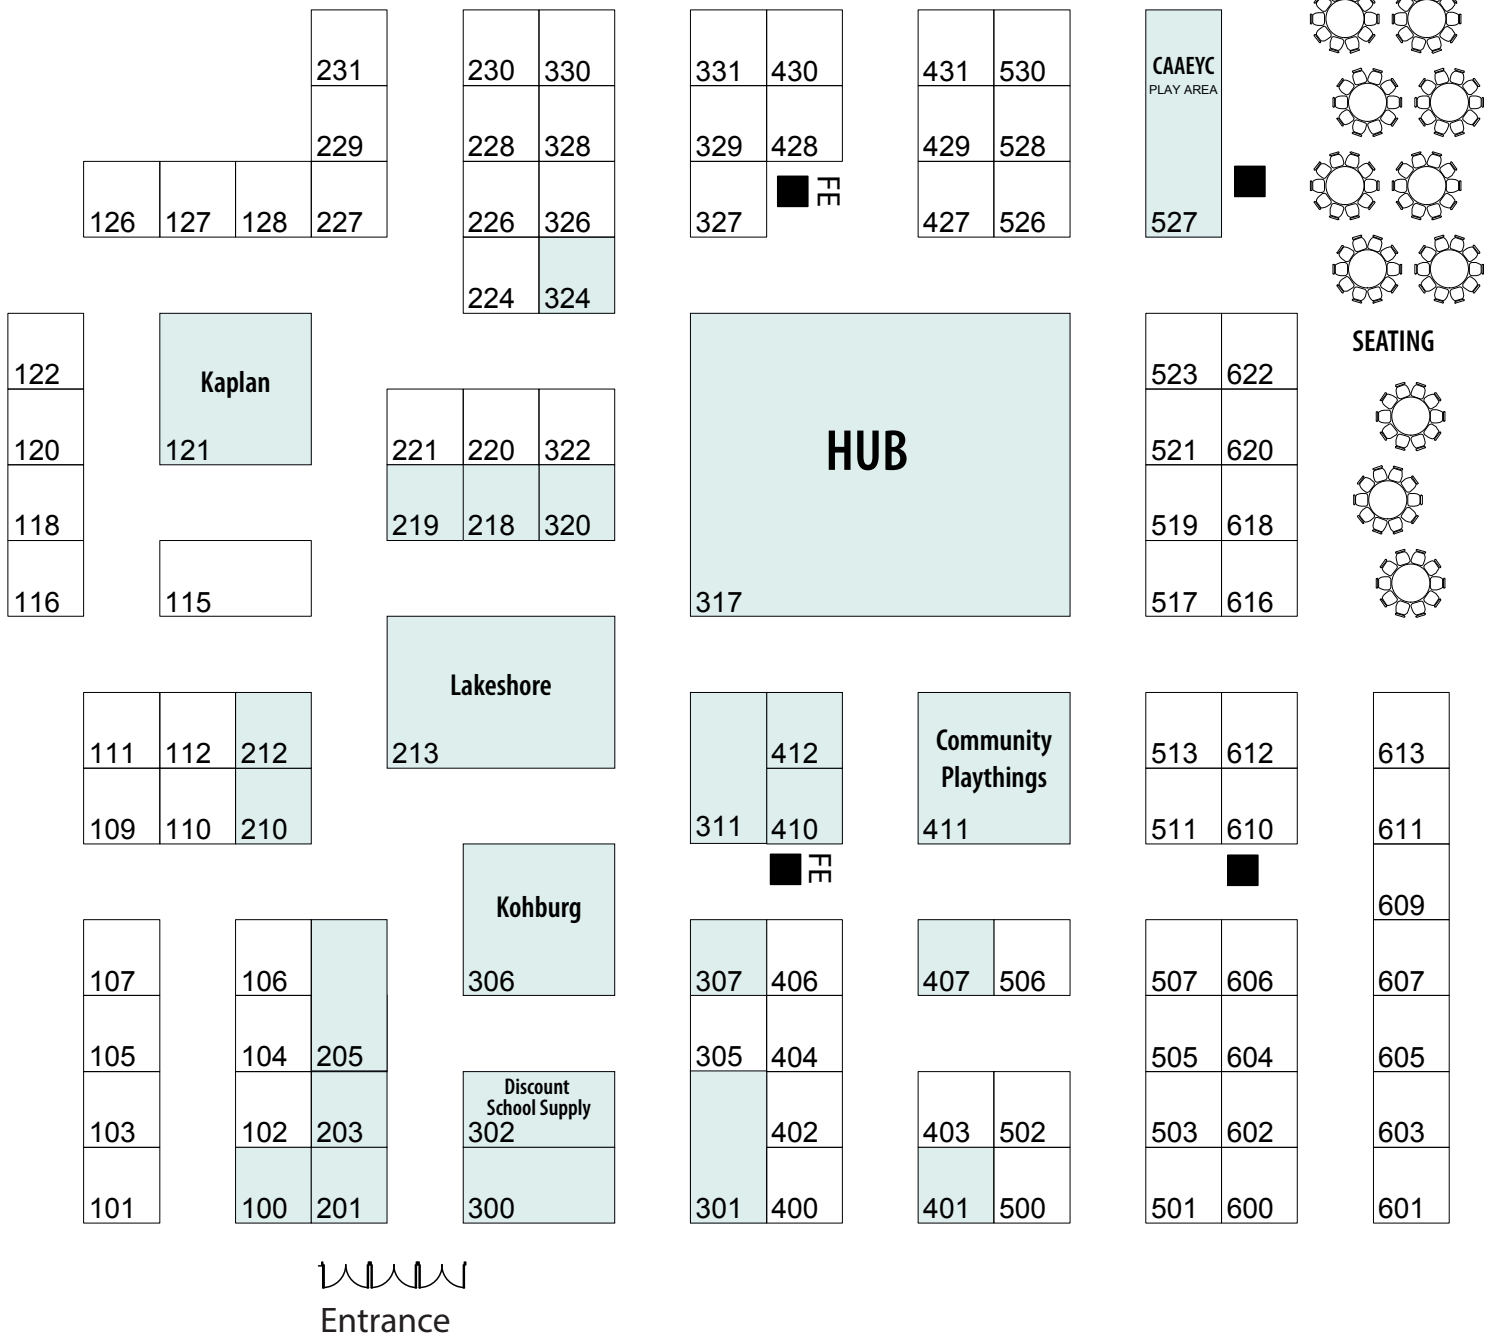 231 230 330 331 430 431 530 CAAEYC
PLAY AREA
229 228 328 329 428 429 528
126 127 128 227 226 326 327 FE 427 526 527
224 324
SEATING
122 Kaplan 523 622
120 121 221 220 322 HUB 521 620
118 219 218 320 519 618
116 115 317 517 616
Lakeshore
111 112 212 213 412 Community 513 612 613
Playthings
109 110 210 311 410 411 511 610 611
FE
Kohburg 609
107 106 306 307 406 407 506 507 606 607
105 104 205 305 404 505 604 605
Discount
School Supply
103 102 203 302 402 403 502 503 602 603
101 100 201 300 301 400 401 500 501 600 601
Entrance